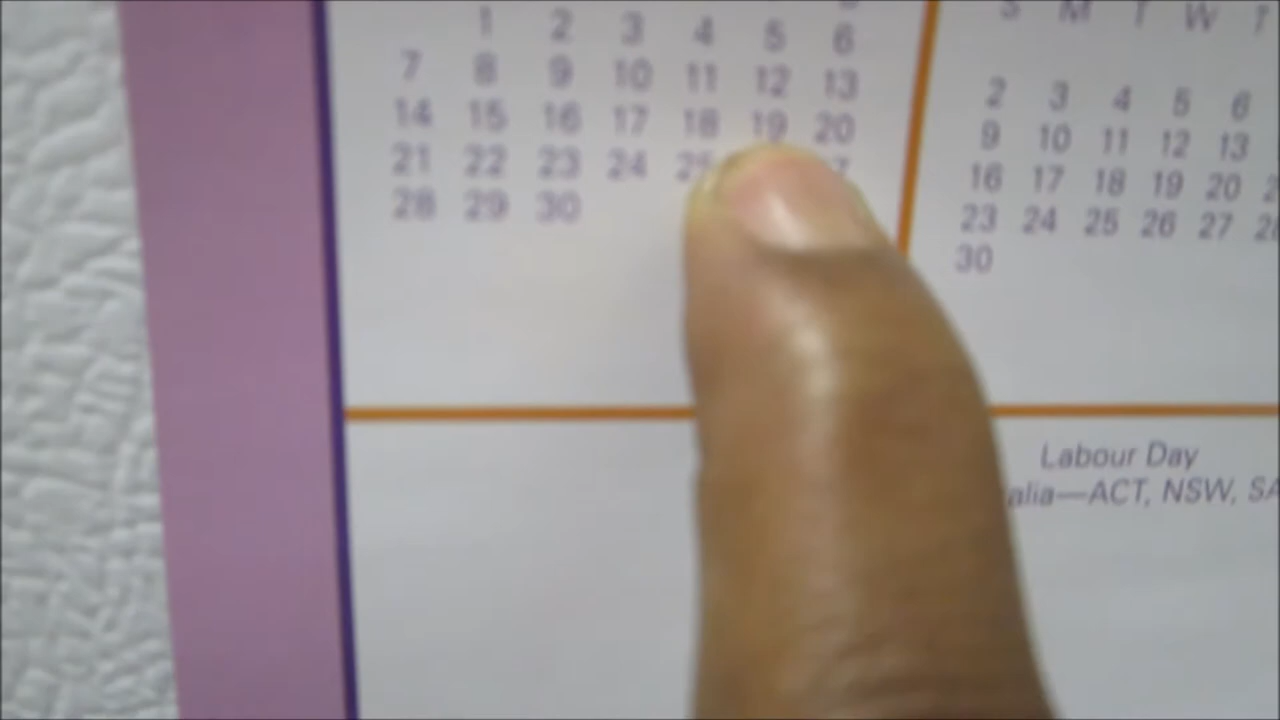 1 2 3 4 5 6
7 8 9 10 11 12 13
14 15 16 17 18 19 20
21 22 23 24
28 29 30
S M T W T
2 3 4 5 6
9 10 11 12 13
16 17 18 19 20
23 24 25 26 27
30
Labour Day
ACT, NSW, SA